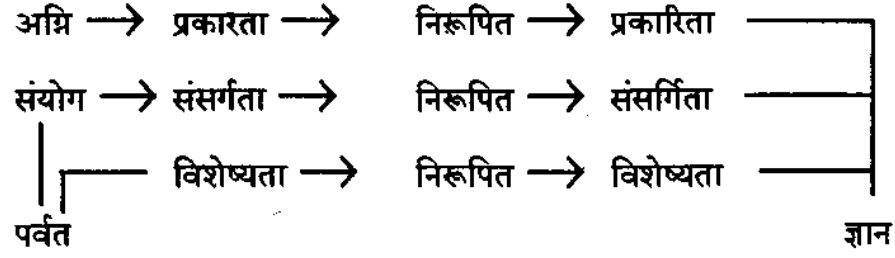 अग्नि → प्रकारता → निरूपित → प्रकारिता
संयोग → संसर्गता → निरूपित → संसर्गिता
विशेष्यता → निरूपित → विशेष्यता
पर्वत ज्ञान